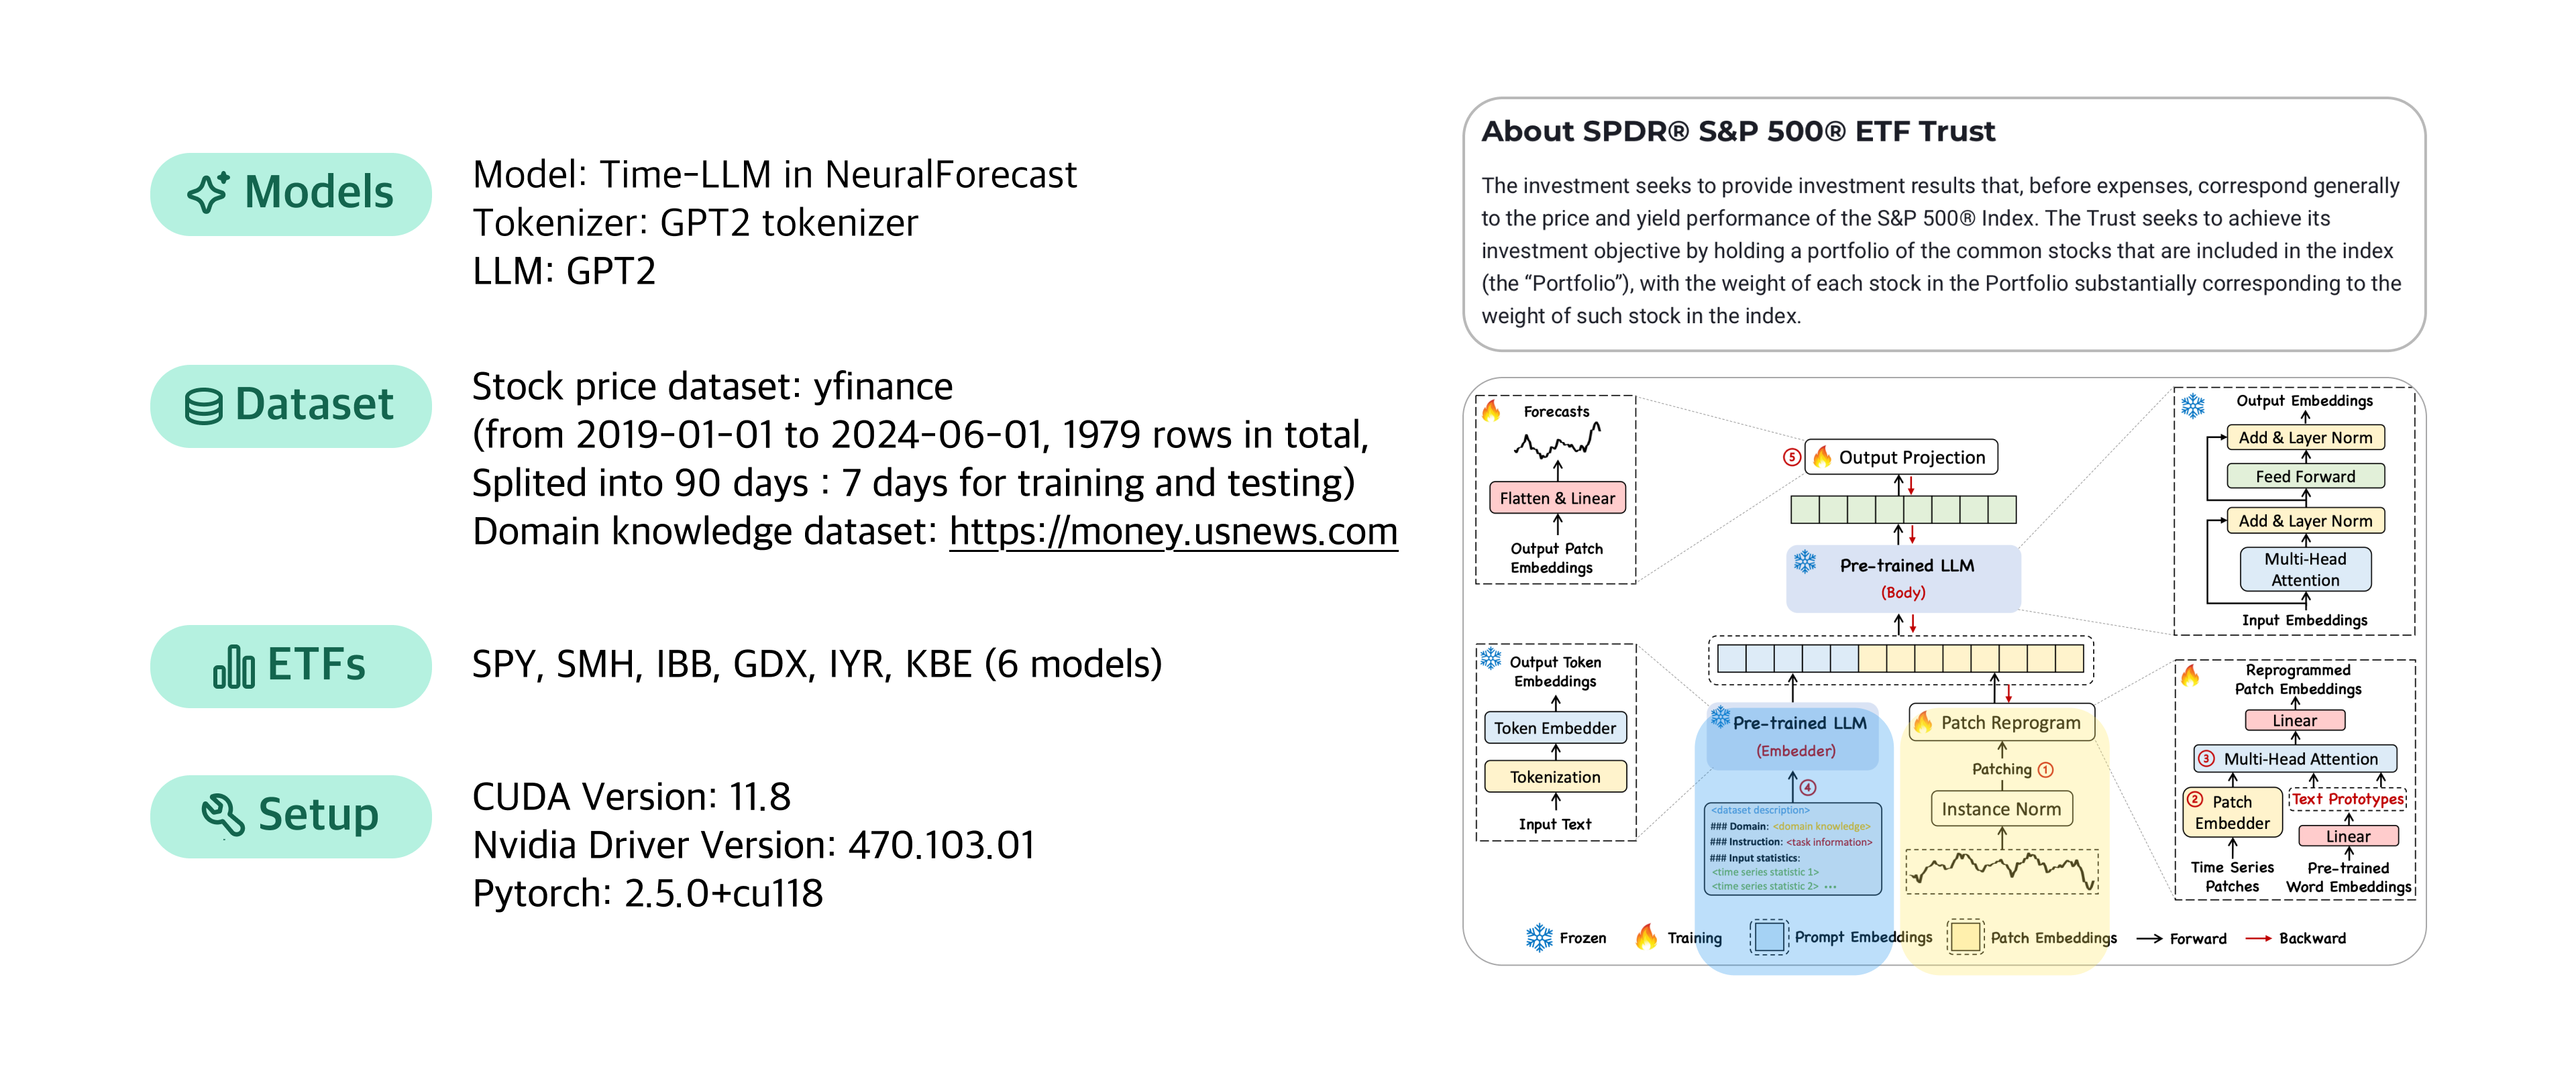 Models
Model: Time-LLM in NeuralForecast
Tokenizer: GPT2 tokenizer
LLM: GPT2
Dataset
Stock price dataset: yfinance
(from 2019-01-01 to 2024-06-01, 1979 rows in total,
Splited into 90 days : 7 days for training and testing)
Domain knowledge dataset: https://money.usnews.com
ETFs
SPY, SMH, IBB, GDX, IYR, KBE (6 models)
Setup
CUDA Version: 11.8
Nvidia Driver Version: 470.103.01
Pytorch: 2.5.0+cu118
About SPDR® S&P 500® ETF Trust
The investment seeks to provide investment results that, before expenses, correspond generally
to the price and yield performance of the S&P 500® Index. The Trust seeks to achieve its
investment objective by holding a portfolio of the common stocks that are included in the index
(the “Portfolio”), with the weight of each stock in the Portfolio substantially corresponding to the
weight of such stock in the index.
Forecasts
Flatten & Linear
Output Patch
Embeddings
⑤ Output Projection
Pre-trained LLM
(Body)
Output Embeddings
Add & Layer Norm
Feed Forward
Add & Layer Norm
Multi-Head
Attention
Input Embeddings
Output Token
Embeddings
Token Embedder
Tokenization
Input Text
Pre-trained LLM
(Embedder)
④
<dataset description>
### Domain: <domain knowledge>
### Instruction: <task information>
### Input statistics:
<time series statistic 1>
<time series statistic 2> ...
Patch Reprogram
Patching ①
Instance Norm
Reprogrammed
Patch Embeddings
Linear
③ Multi-Head Attention
② Patch
Embedder
Text Prototypes
Linear
Time Series
Patches
Pre-trained
Word Embeddings
Frozen
Training
Prompt Embeddings
Patch Embeddings
Forward
Backward